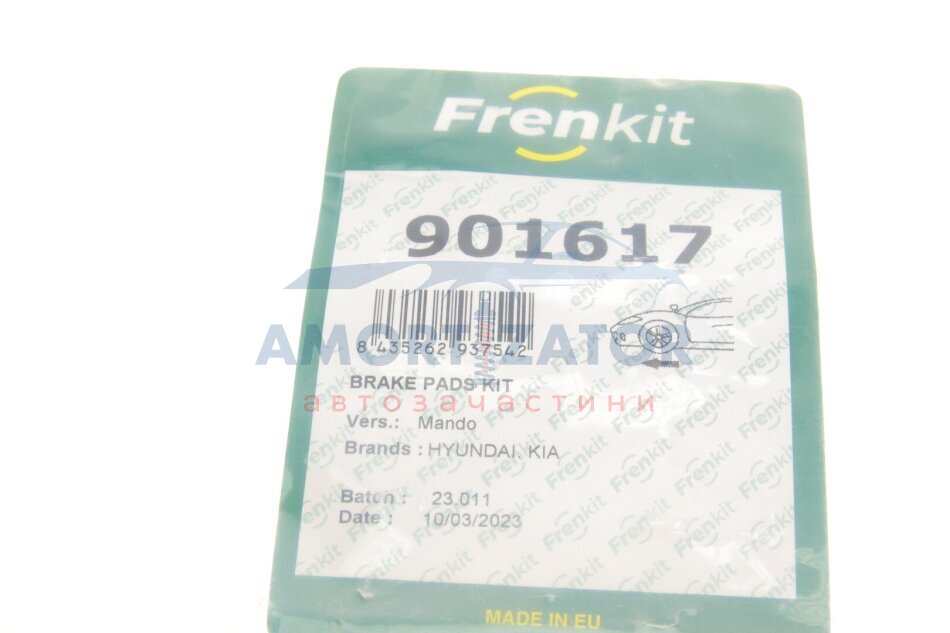 Frenkit
901617
8 435262 937542
AMORTIZATOR
BRAKE PADS KIT
автозачастини
Vers.: Mando
Brands : HYUNDAI, KIA
Batch : 23.011
Date : 10/03/2023
MADE IN EU